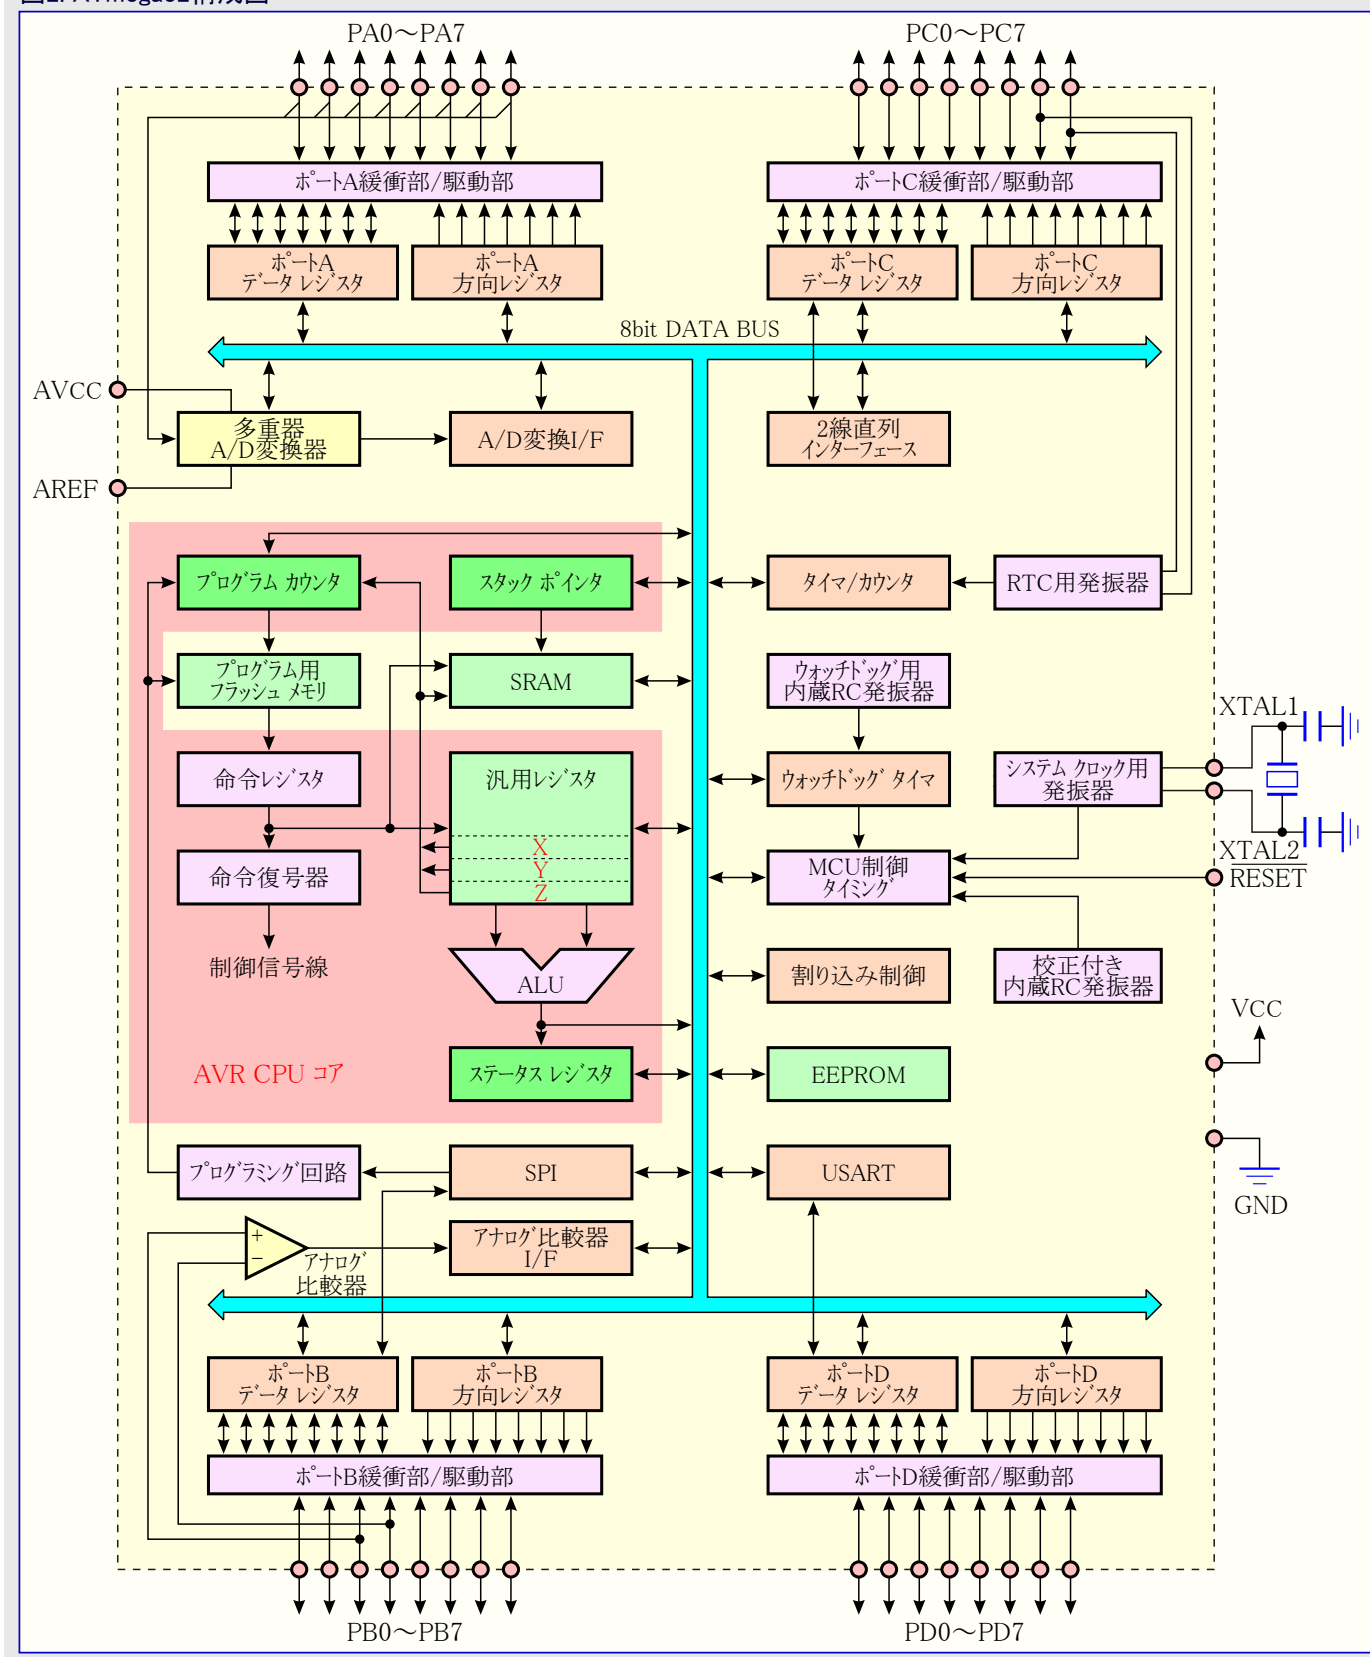 PA0～PA7
PC0～PC7
ポートA緩衝部/駆動部
ポートC緩衝部/駆動部
ポートA
データ レジスタ
ポートA
方向レジスタ
ポートC
データ レジスタ
ポートC
方向レジスタ
8bit DATA BUS
AVCC
多重器
A/D変換器
A/D変換I/F
2線直列
インターフェース
AREF
プログラム カウンタ
スタック ポインタ
タイマ/カウンタ
RTC用発振器
プログラム用
フラッシュ メモリ
SRAM
ウォッチドッグ用
内蔵RC発振器
XTAL1
命令レジスタ
汎用レジスタ
ウォッチドッグ タイマ
システム クロック用
発振器
X
Y
Z
XTAL2
RESET
命令復号器
MCU制御
タイミング
制御信号線
ALU
割り込み制御
校正付き
内蔵RC発振器
VCC
AVR CPU コア
ステータス レジスタ
EEPROM
プログラミング回路
SPI
USART
GND
+
−
アナログ
比較器
アナログ比較器
I/F
ポートB
データ レジスタ
ポートB
方向レジスタ
ポートD
データ レジスタ
ポートD
方向レジスタ
ポートB緩衝部/駆動部
ポートD緩衝部/駆動部
PB0～PB7
PD0～PD7